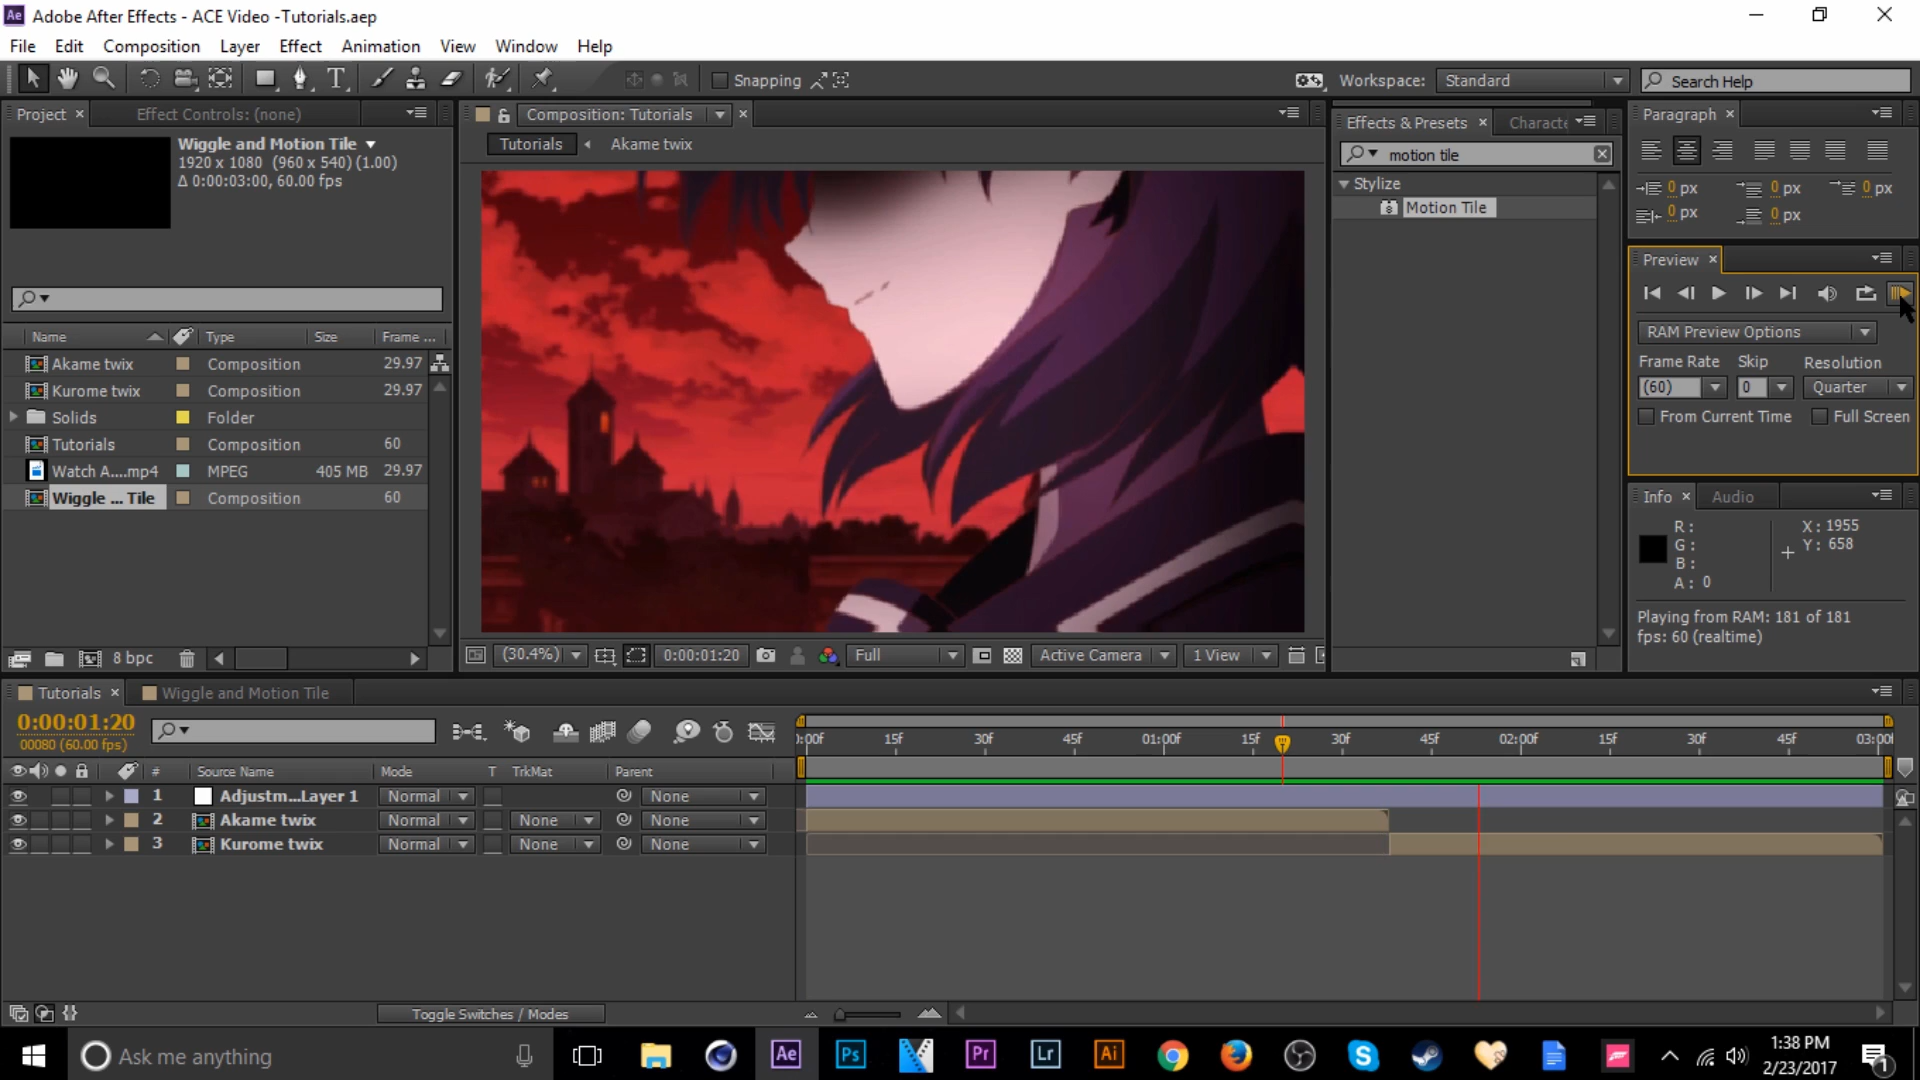 Adobe After Effects - ACE Video -Tutorials.aep
File Edit Composition Layer Effect Animation View Window Help
Snapping
Workspace: Standard
Search Help
Project
Effect Controls: (none)
Wiggle and Motion Tile
1920 x 1080 (960 x 540) (1.00)
Δ 0:00:03:00, 60.00 fps
Name Type Size Frame ...
Akame twix Composition 29.97
Kurome twix Composition 29.97
Solids Folder
Tutorials Composition 60
Watch A....mp4 MPEG 405 MB 29.97
Wiggle ... Tile Composition 60
8 bpc
Composition: Tutorials
Tutorials Akame twix
(30.4%) 0:00:01:20 Full Active Camera 1 View
Effects & Presets Characte
motion tile
Stylize
Motion Tile
Paragraph
0 px 0 px 0 px
0 px 0 px
Preview
RAM Preview Options
Frame Rate Skip Resolution
(60) 0 Quarter
From Current Time Full Screen
Info Audio
R: X: 1955
G: Y: 658
B:
A: 0
Playing from RAM: 181 of 181
fps: 60 (realtime)
Tutorials Wiggle and Motion Tile
0:00:01:20
00080 (60.00 fps)
:00f 15f 30f 45f 01:00f 15f 30f 45f 02:00f 15f 30f 45f 03:00f
# Source Name Mode T TrkMat Parent
1 Adjustm...Layer 1 Normal None
2 Akame twix Normal None None
3 Kurome twix Normal None None
Toggle Switches / Modes
Ask me anything
Ae Ps Pr Lr Ai
1:38 PM
2/23/2017
1